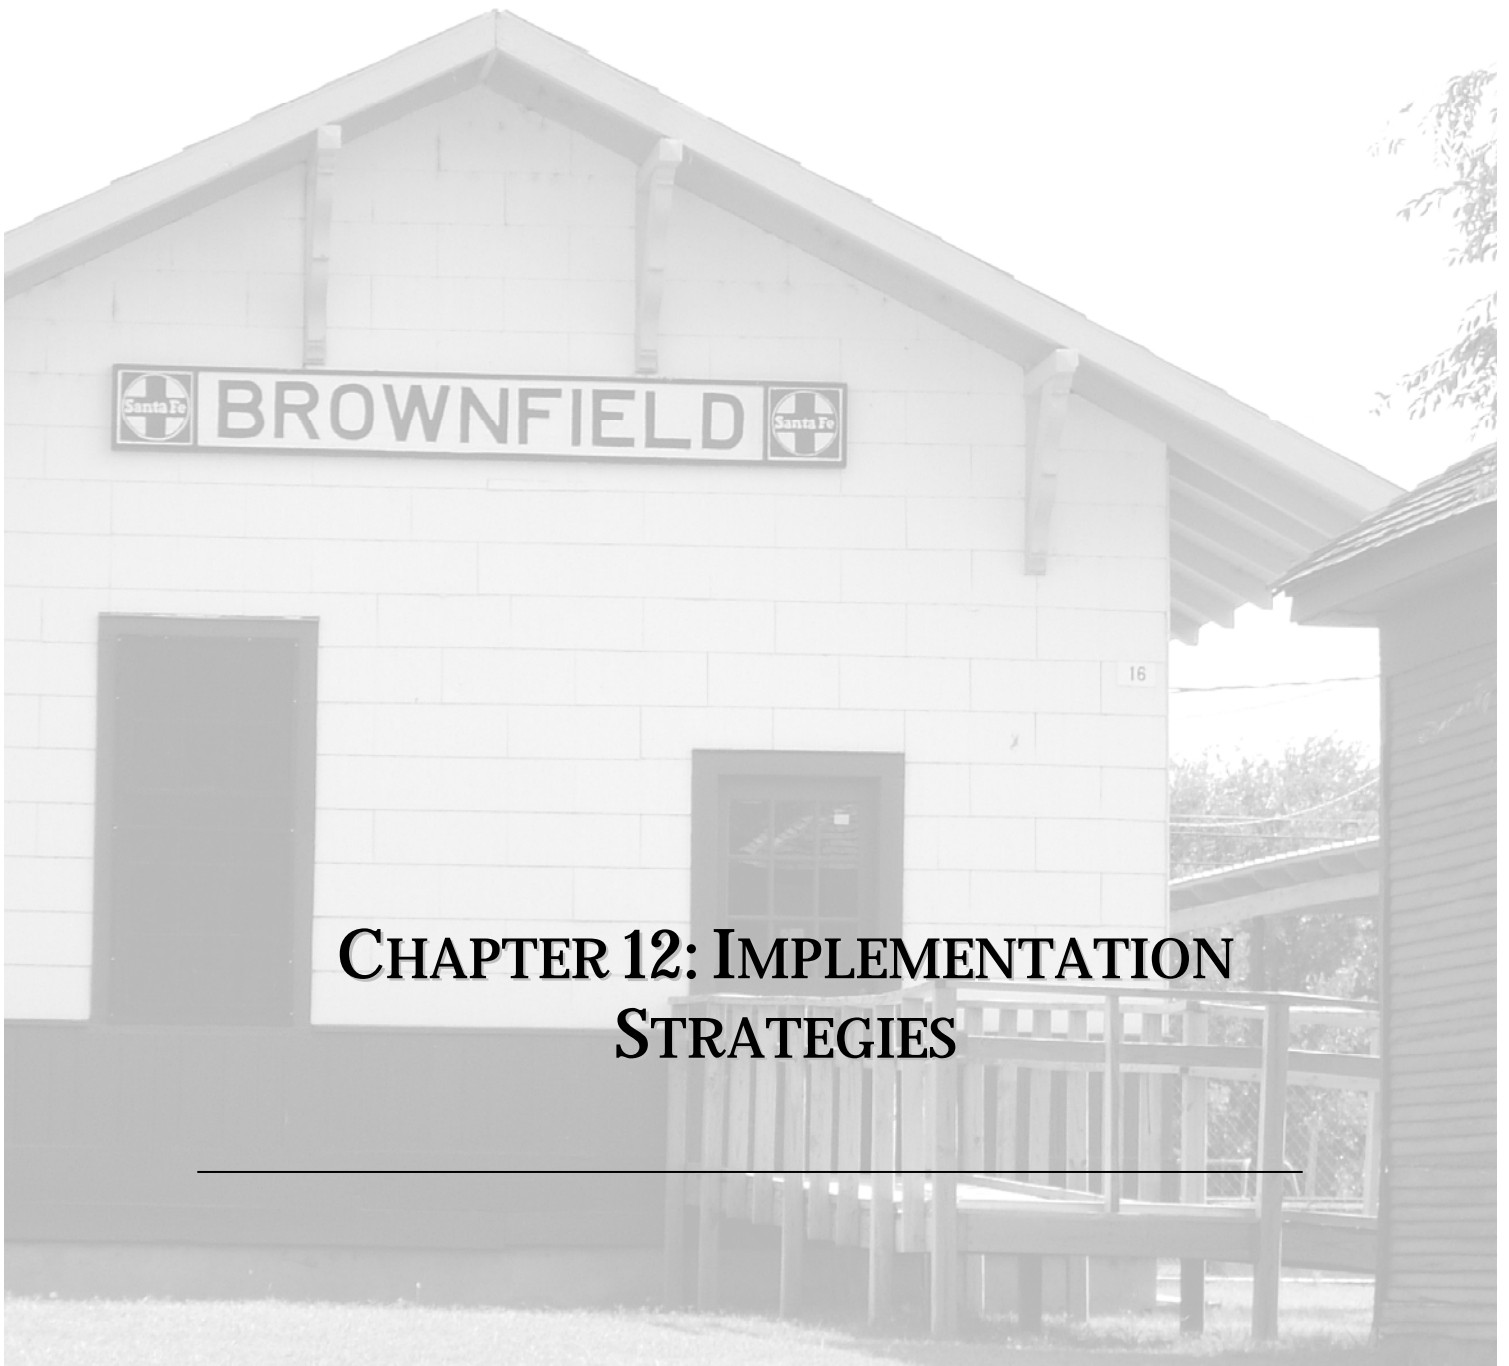 Santa Fe BROWNFIELD Santa Fe
16
CHAPTER 12: IMPLEMENTATION
STRATEGIES